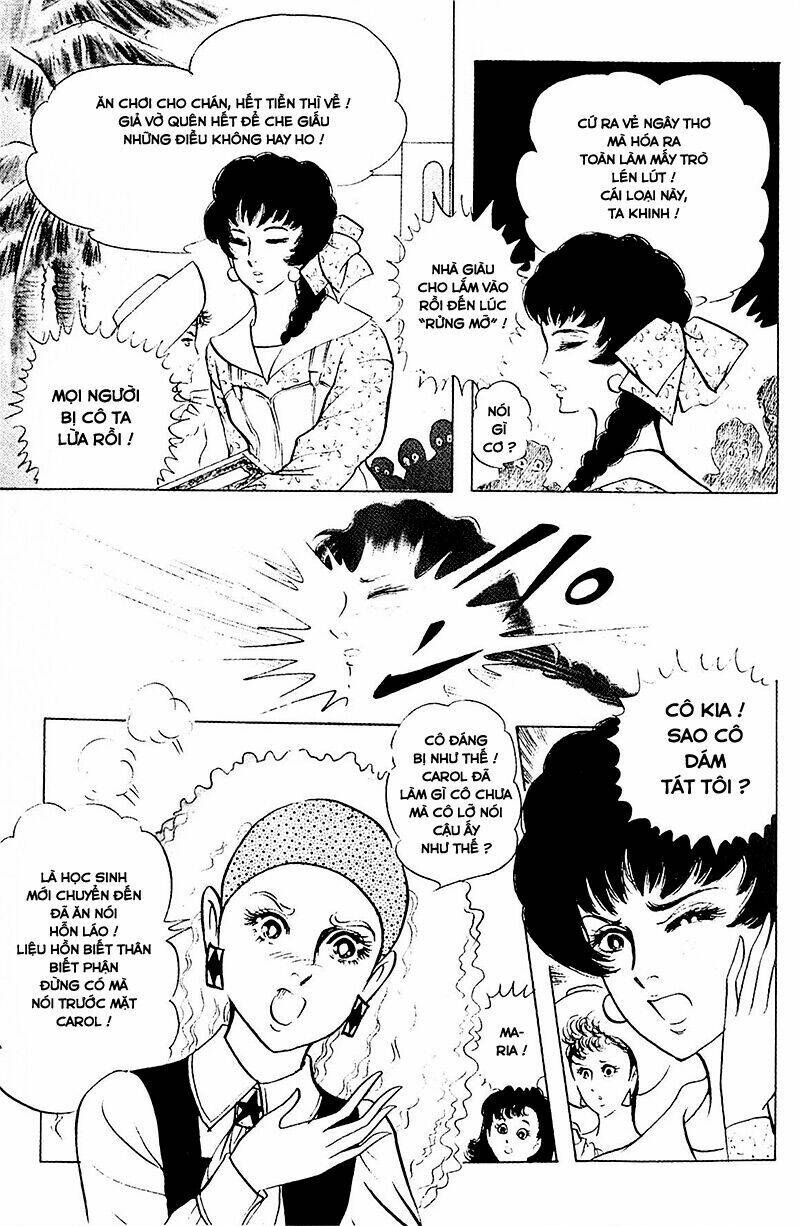 ĂN CHƠI CHO CHÁN, HẾT TIỀN THÌ VỀ !
GIẢ VỜ QUÊN HẾT ĐỂ CHE GIẤU
NHỮNG ĐIỀU KHÔNG HAY HO !
MỌI NGƯỜI
BỊ CÔ TA
LỪA RỒI !
CỨ RA VẺ NGÂY THƠ
MÀ HÓA RA
TOÀN LÀM MẤY TRÒ
LÉN LÚT !
CÁI LOẠI NÀY,
TA KHINH !
NHÀ GIÀU
CHO LẮM VÀO
RỒI ĐẾN LÚC
"RỬNG MỠ" !
NÓI
GÌ
CƠ ?
パン
CÔ KIA !
SAO CÔ
DÁM
TÁT TÔI ?
CÔ ĐÁNG
BỊ NHƯ THẾ !
CAROL ĐÃ
LÀM GÌ CÔ CHƯA
MÀ CÔ LỠ NÓI
CẬU ẤY
NHƯ THẾ ?
LÀ HỌC SINH
MỚI CHUYỂN ĐẾN
ĐÃ ĂN NÓI
HỖN LÁO !
LIỆU HỒN BIẾT THÂN
BIẾT PHẬN
ĐỪNG CÓ MÀ
NÓI TRƯỚC MẶT
CAROL !
MA-
RIA !